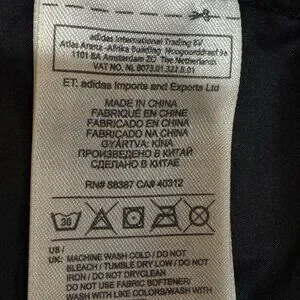 adidas International Trading BV
Atlas Arena -Afrika Building Hoogoorddreef 9a
1101 BA Amsterdam ZO The Netherlands
VAT NO. NL 8073.01.322.B.01
ET: adidas Imports and Exports Ltd
MADE IN CHINA
FABRIQUÉ EN CHINE
FABRICADO EN CHINA
FABRICADO NA CHINA
GYÁRTVA: KÍNA
ПРОИЗВЕДЕНО В КИТАЙ
СДЕЛАНО В КИТАЕ
RN# 88387 CA# 40312
30
US /
UK: MACHINE WASH COLD / DO NOT
BLEACH / TUMBLE DRY LOW / DO NOT
IRON / DO NOT DRYCLEAN
DO NOT USE FABRIC SOFTENER/
WASH WITH LIKE COLORS/WASH WITH